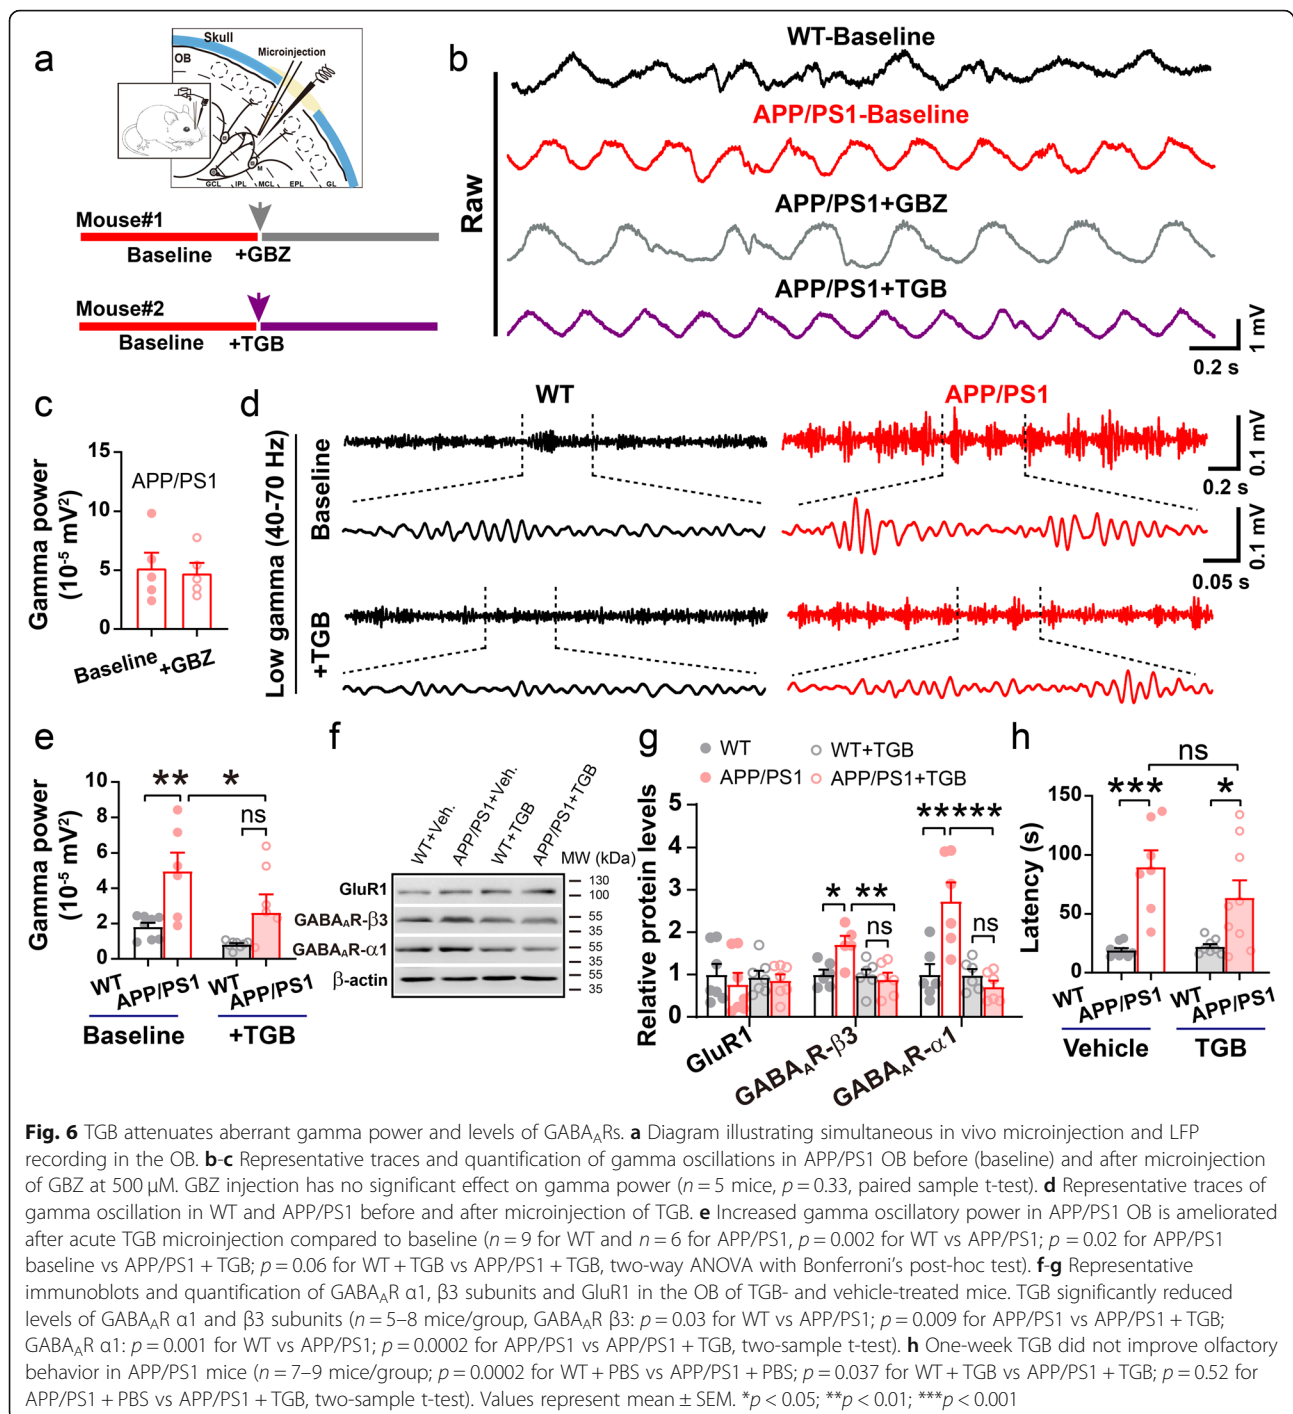 a
Skull
OB
Microinjection
M
GCL IPL MCL EPL GL
Mouse#1
Baseline +GBZ
Mouse#2
Baseline +TGB
b
Raw
WT-Baseline
APP/PS1-Baseline
APP/PS1+GBZ
APP/PS1+TGB
1 mV
0.2 s
c
Gamma power
(10⁻⁵ mV²)
15
10
5
0
APP/PS1
Baseline +GBZ
d
WT APP/PS1
Low gamma (40-70 Hz)
Baseline
+TGB
0.1 mV
0.2 s
0.1 mV
0.05 s
e
Gamma power
(10⁻⁵ mV²)
10
8
6
4
2
0
** *
ns
WT APP/PS1 WT APP/PS1
Baseline +TGB
f
WT+Veh. APP/PS1+Veh. WT+TGB APP/PS1+TGB
MW (kDa)
GluR1 130
100
GABA_AR-β3 55
35
GABA_AR-α1 55
35
β-actin 55
35
g
WT WT+TGB
APP/PS1 APP/PS1+TGB
Relative protein levels
5
4
3
2
1
0
* ** ns
** *** ns
GluR1 GABA_AR-β3 GABA_AR-α1
h
Latency (s)
150
100
50
0
ns
*** *
WT APP/PS1 WT APP/PS1
Vehicle TGB
Fig. 6 TGB attenuates aberrant gamma power and levels of GABA_ARs. a Diagram illustrating simultaneous in vivo microinjection and LFP
recording in the OB. b-c Representative traces and quantification of gamma oscillations in APP/PS1 OB before (baseline) and after microinjection
of GBZ at 500 μM. GBZ injection has no significant effect on gamma power (n = 5 mice, p = 0.33, paired sample t-test). d Representative traces of
gamma oscillation in WT and APP/PS1 before and after microinjection of TGB. e Increased gamma oscillatory power in APP/PS1 OB is ameliorated
after acute TGB microinjection compared to baseline (n = 9 for WT and n = 6 for APP/PS1, p = 0.002 for WT vs APP/PS1; p = 0.02 for APP/PS1
baseline vs APP/PS1 + TGB; p = 0.06 for WT + TGB vs APP/PS1 + TGB, two-way ANOVA with Bonferroni's post-hoc test). f-g Representative
immunoblots and quantification of GABA_AR α1, β3 subunits and GluR1 in the OB of TGB- and vehicle-treated mice. TGB significantly reduced
levels of GABA_AR α1 and β3 subunits (n = 5–8 mice/group, GABA_AR β3: p = 0.03 for WT vs APP/PS1; p = 0.009 for APP/PS1 vs APP/PS1 + TGB;
GABA_AR α1: p = 0.001 for WT vs APP/PS1; p = 0.0002 for APP/PS1 vs APP/PS1 + TGB, two-sample t-test). h One-week TGB did not improve olfactory
behavior in APP/PS1 mice (n = 7–9 mice/group; p = 0.0002 for WT + PBS vs APP/PS1 + PBS; p = 0.037 for WT + TGB vs APP/PS1 + TGB; p = 0.52 for
APP/PS1 + PBS vs APP/PS1 + TGB, two-sample t-test). Values represent mean ± SEM. *p < 0.05; **p < 0.01; ***p < 0.001